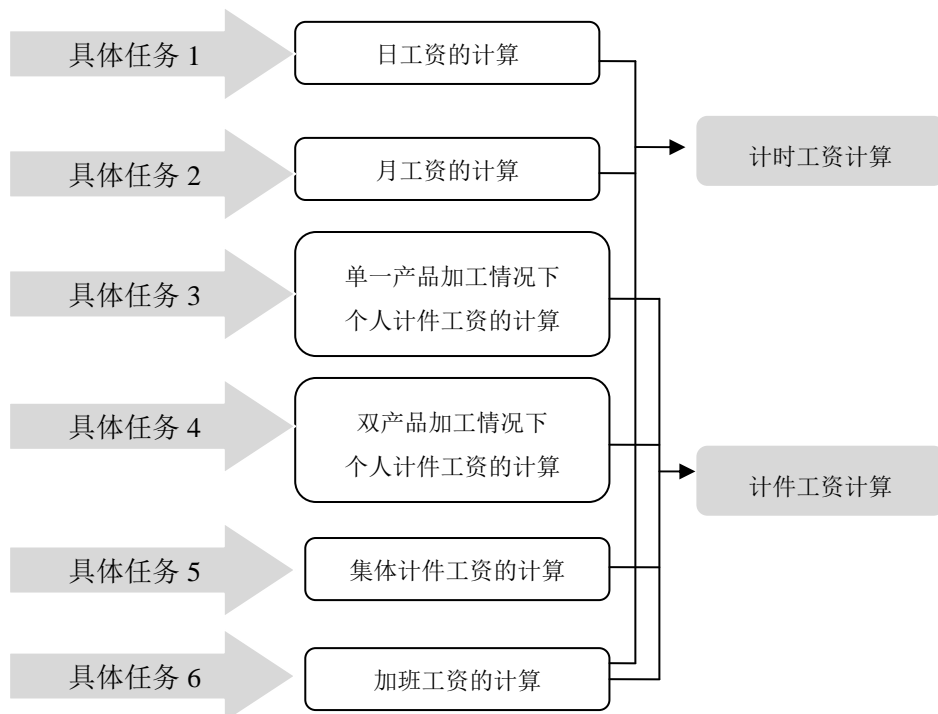 具体任务 1
日工资的计算
计时工资计算
具体任务 2
月工资的计算
具体任务 3
单一产品加工情况下
个人计件工资的计算
具体任务 4
双产品加工情况下
个人计件工资的计算
计件工资计算
具体任务 5
集体计件工资的计算
具体任务 6
加班工资的计算